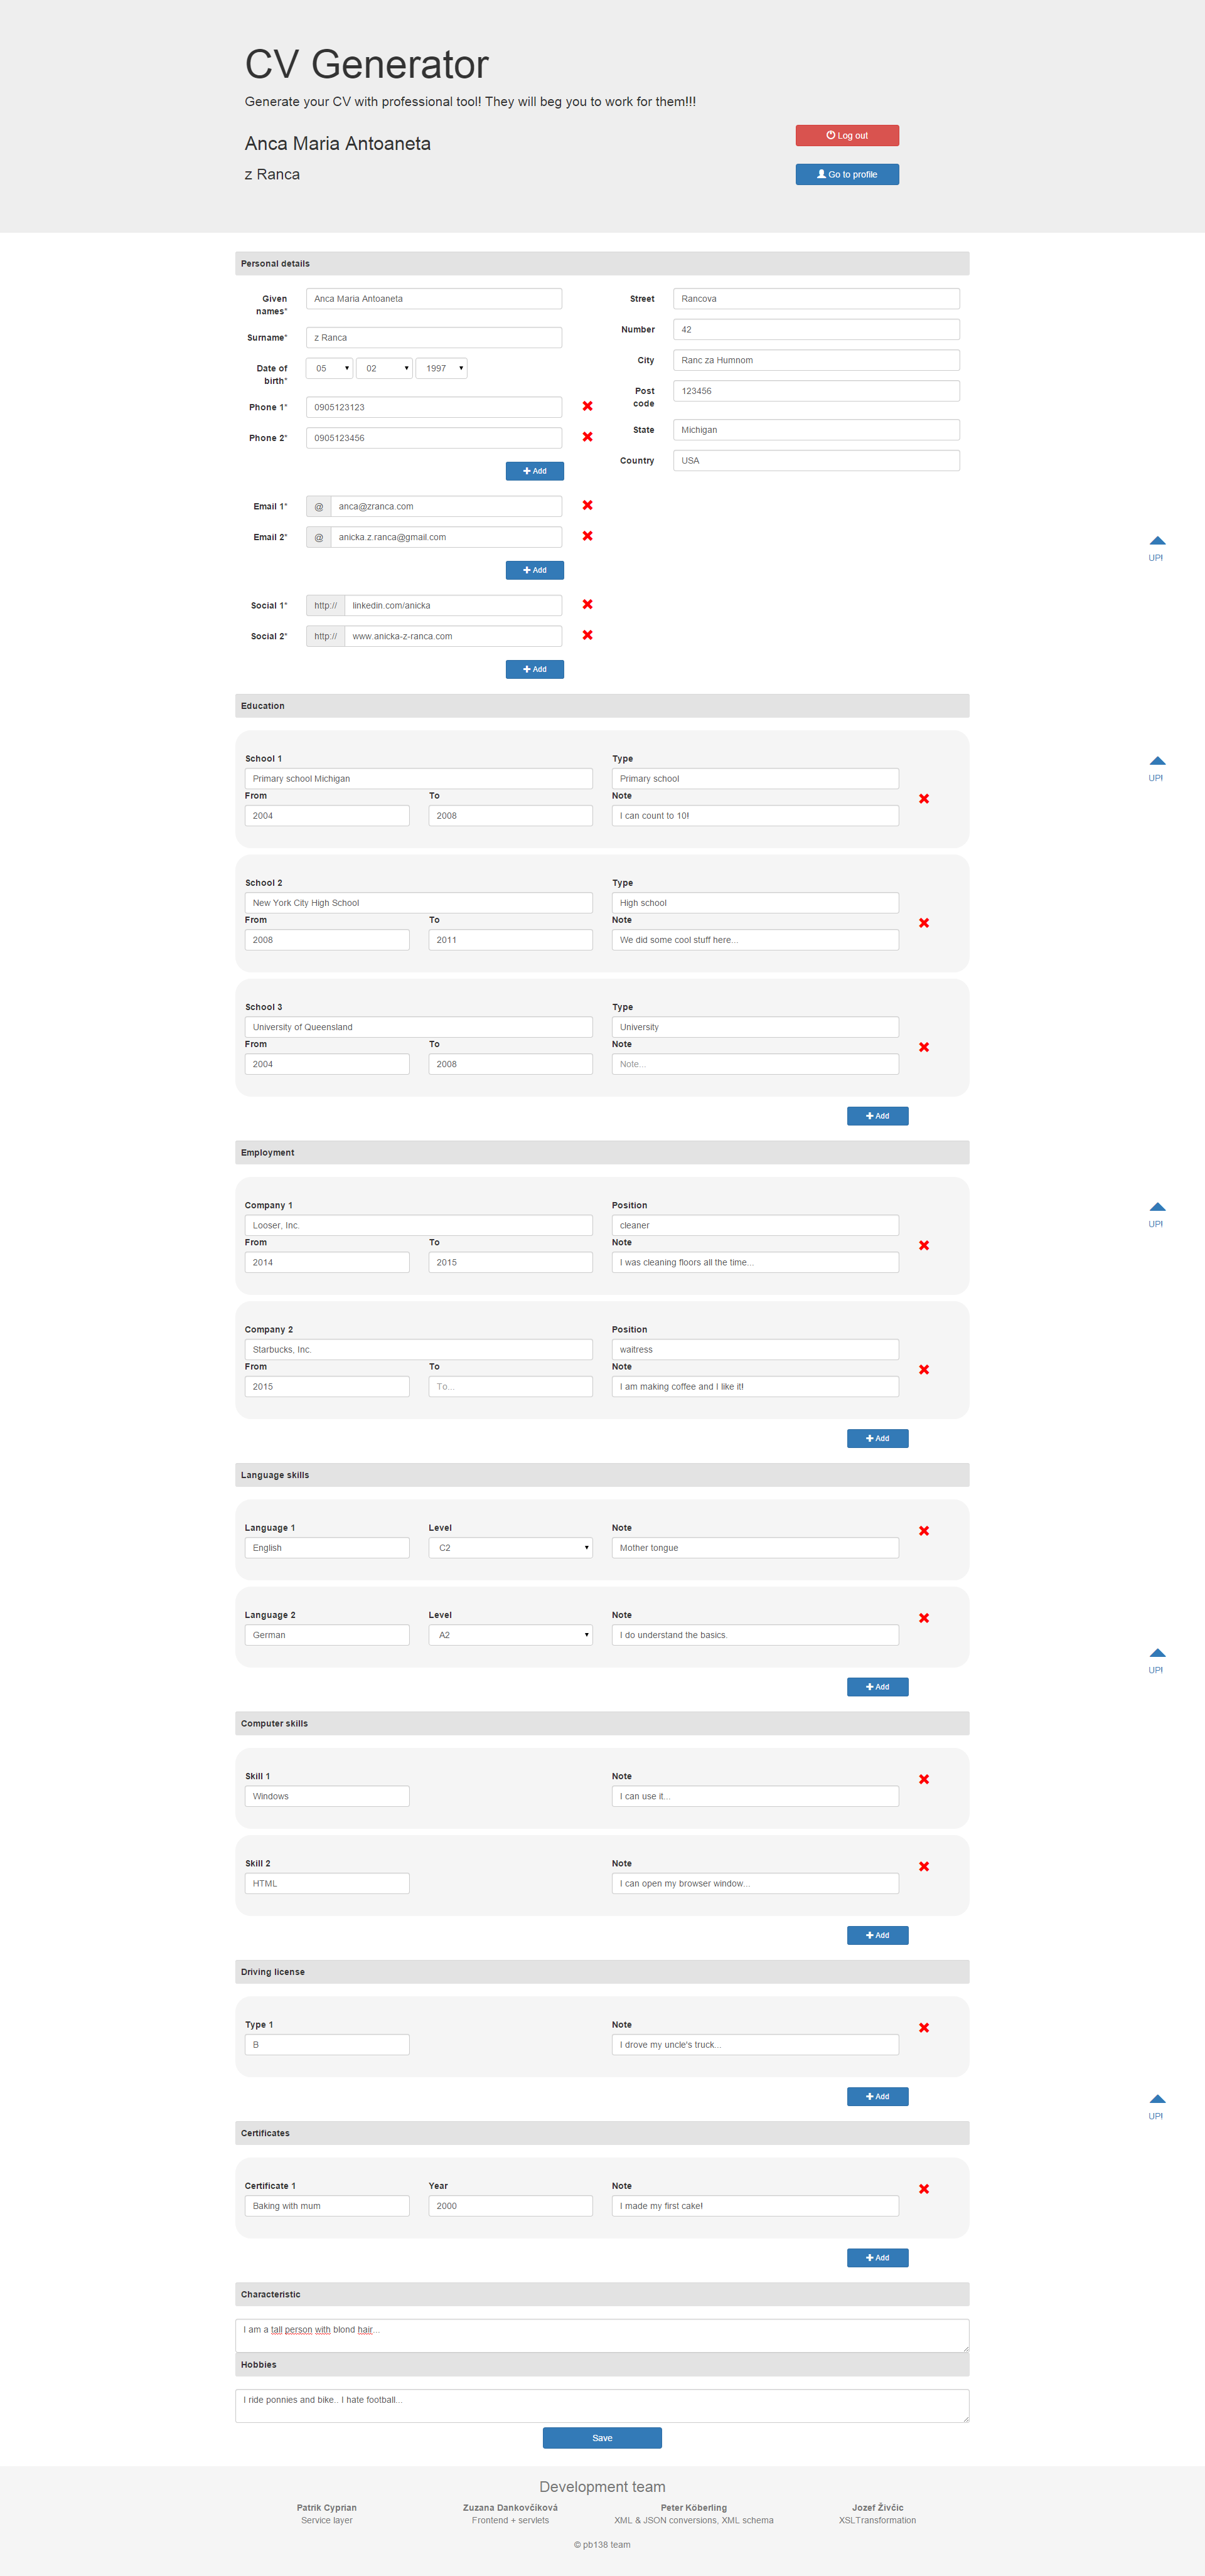 CV Generator
Generate your CV with professional tool! They will beg you to work for them!!!
Anca Maria Antoaneta
Log out
z Ranca
Go to profile
Personal details
Given names*
Anca Maria Antoaneta
Surname*
z Ranca
Date of birth*
05 02 1997
Phone 1*
0905123123
Phone 2*
0905123456
Add
Email 1*
@ anca@zranca.com
Email 2*
@ anicka.z.ranca@gmail.com
Add
Social 1*
http:// linkedin.com/anicka
Social 2*
http:// www.anicka-z-ranca.com
Add
Street
Rancova
Number
42
City
Ranc za Humnom
Post code
123456
State
Michigan
Country
USA
UP!
Education
School 1 Type
Primary school Michigan Primary school
From To Note
2004 2008 I can count to 10!
UP!
School 2 Type
New York City High School High school
From To Note
2008 2011 We did some cool stuff here...
School 3 Type
University of Queensland University
From To Note
2004 2008 Note...
Add
Employment
Company 1 Position
Looser, Inc. cleaner
From To Note
2014 2015 I was cleaning floors all the time...
UP!
Company 2 Position
Starbucks, Inc. waitress
From To Note
2015 To... I am making coffee and I like it!
Add
Language skills
Language 1 Level Note
English C2 Mother tongue
Language 2 Level Note
German A2 I do understand the basics.
UP!
Add
Computer skills
Skill 1 Note
Windows I can use it...
Skill 2 Note
HTML I can open my browser window...
Add
Driving license
Type 1 Note
B I drove my uncle's truck...
Add
UP!
Certificates
Certificate 1 Year Note
Baking with mum 2000 I made my first cake!
Add
Characteristic
I am a tall person with blond hair...
Hobbies
I ride ponnies and bike.. I hate football...
Save
Development team
Patrik Cyprian Zuzana Dankovčíková Peter Köberling Jozef Živčic
Service layer Frontend + servlets XML & JSON conversions, XML schema XSLTransformation
© pb138 team